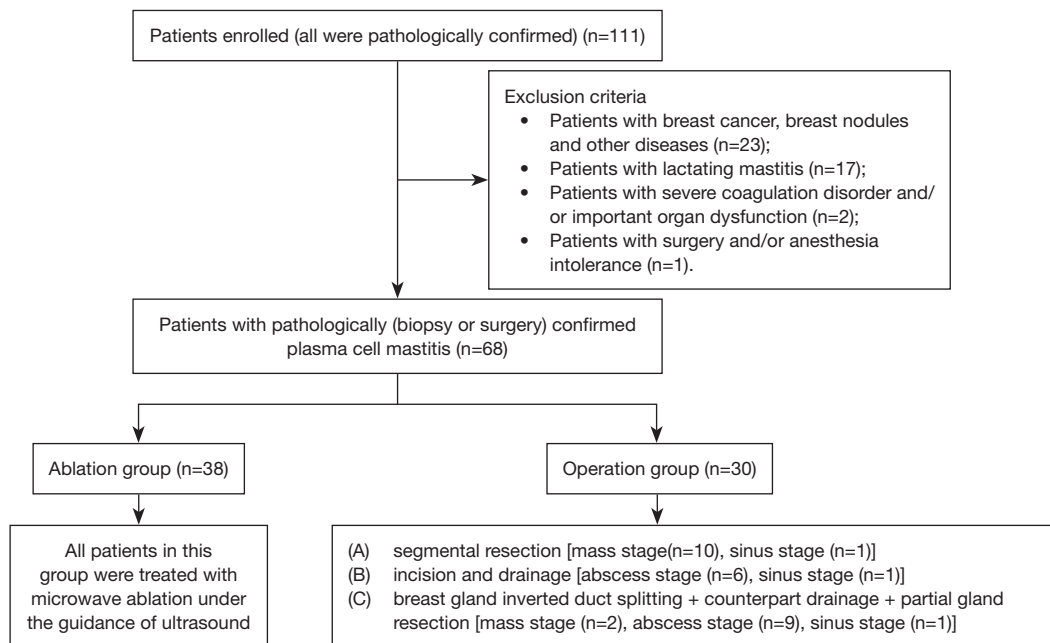 Patients enrolled (all were pathologically confirmed) (n=111)
Exclusion criteria
• Patients with breast cancer, breast nodules
and other diseases (n=23);
• Patients with lactating mastitis (n=17);
• Patients with severe coagulation disorder and/
or important organ dysfunction (n=2);
• Patients with surgery and/or anesthesia
intolerance (n=1).
Patients with pathologically (biopsy or surgery) confirmed
plasma cell mastitis (n=68)
Ablation group (n=38)
Operation group (n=30)
All patients in this
group were treated with
microwave ablation under
the guidance of ultrasound
(A) segmental resection [mass stage(n=10), sinus stage (n=1)]
(B) incision and drainage [abscess stage (n=6), sinus stage (n=1)]
(C) breast gland inverted duct splitting + counterpart drainage + partial gland
resection [mass stage (n=2), abscess stage (n=9), sinus stage (n=1)]